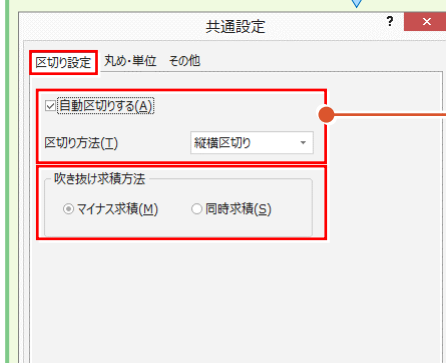 共通設定
? ×
区切り設定 丸め・単位 その他
自動区切りする(A)
区切り方法(T) 縦横区切り
吹き抜け求積方法
マイナス求積(M) 同時求積(S)